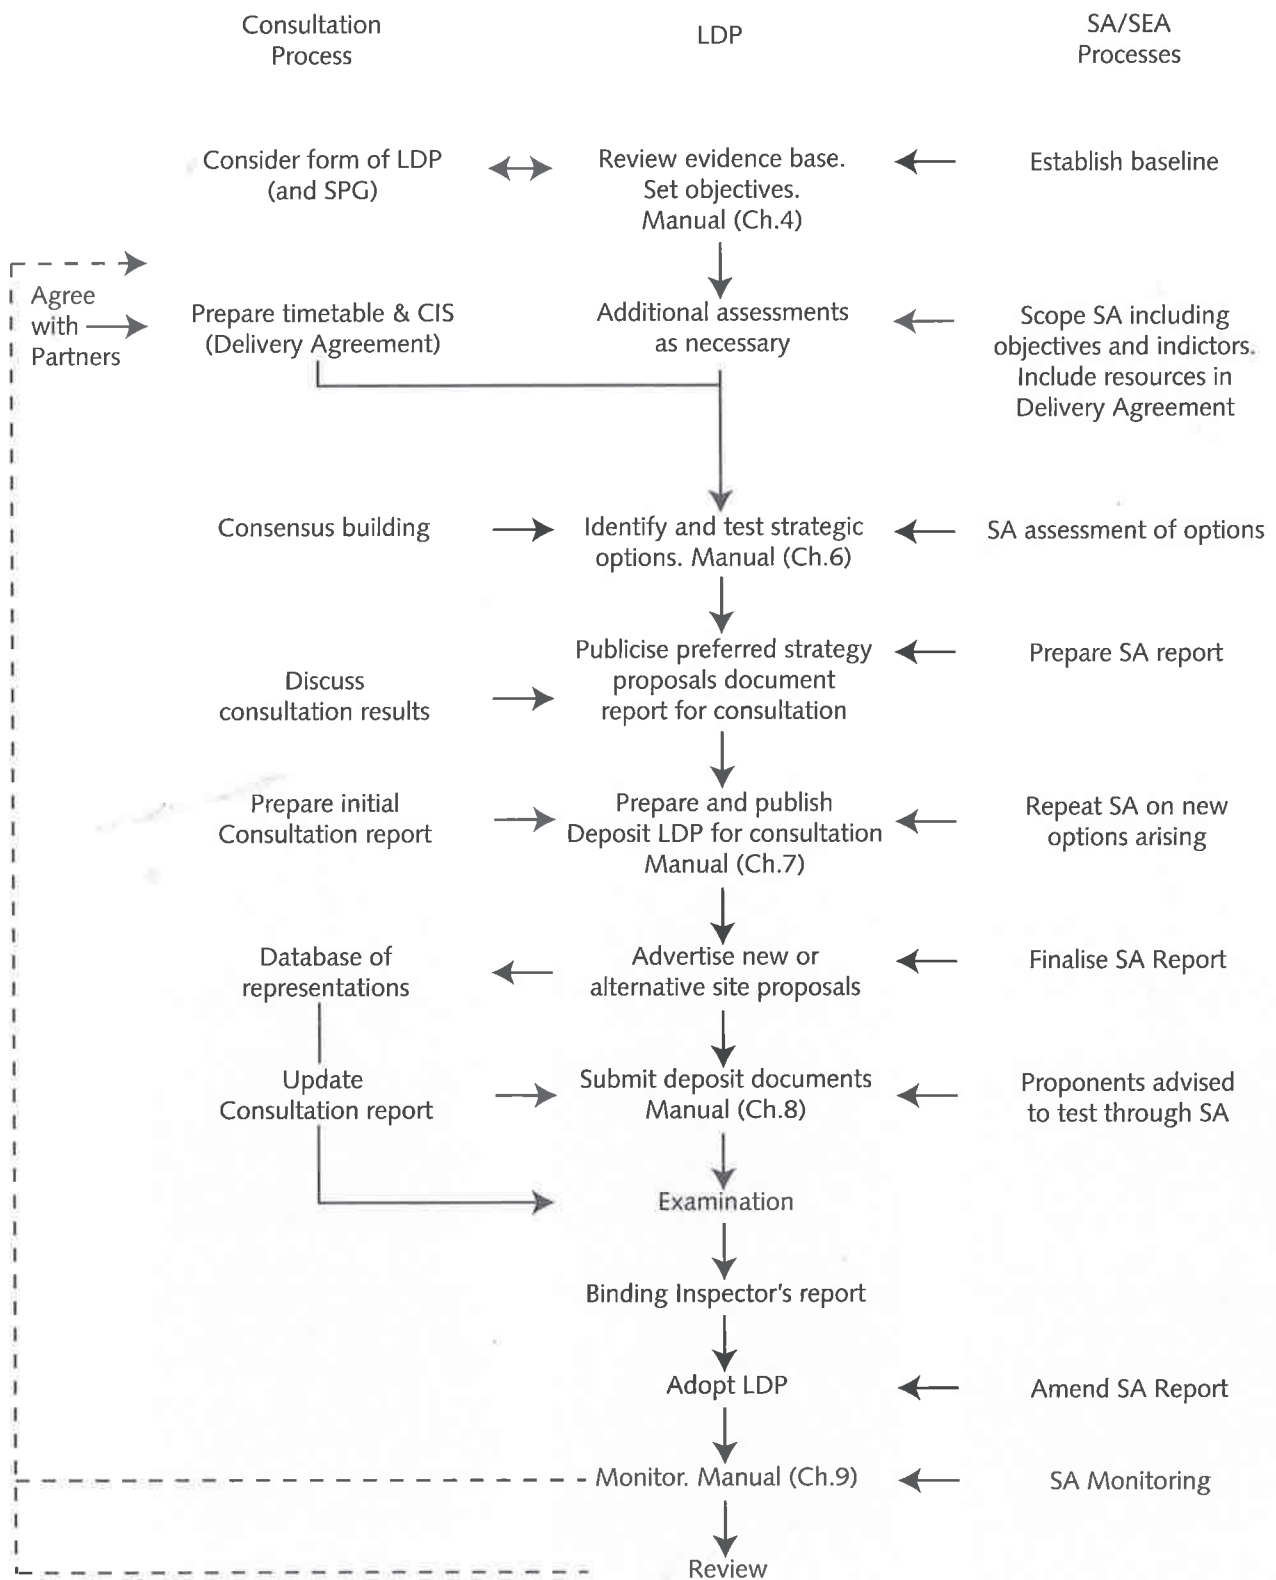 Consultation
Process
LDP
SA/SEA
Processes
Consider form of LDP
(and SPG)
Review evidence base.
Set objectives.
Manual (Ch.4)
Establish baseline
Agree
with
Partners
Prepare timetable & CIS
(Delivery Agreement)
Additional assessments
as necessary
Scope SA including
objectives and indictors.
Include resources in
Delivery Agreement
Consensus building
Identify and test strategic
options. Manual (Ch.6)
SA assessment of options
Discuss
consultation results
Publicise preferred strategy
proposals document
report for consultation
Prepare SA report
Prepare initial
Consultation report
Prepare and publish
Deposit LDP for consultation
Manual (Ch.7)
Repeat SA on new
options arising
Database of
representations
Advertise new or
alternative site proposals
Finalise SA Report
Update
Consultation report
Submit deposit documents
Manual (Ch.8)
Proponents advised
to test through SA
Examination
Binding Inspector's report
Adopt LDP
Amend SA Report
Monitor. Manual (Ch.9)
SA Monitoring
Review